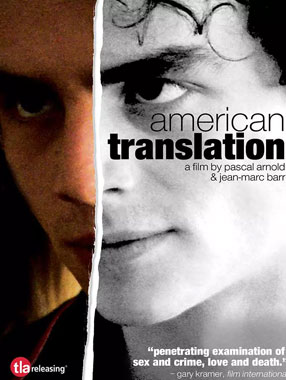 american
translation
a film by pascal arnold
& jean-marc barr
"penetrating examination of
sex and crime, love and death."
~ gary kramer, film internationa
tla releasing®